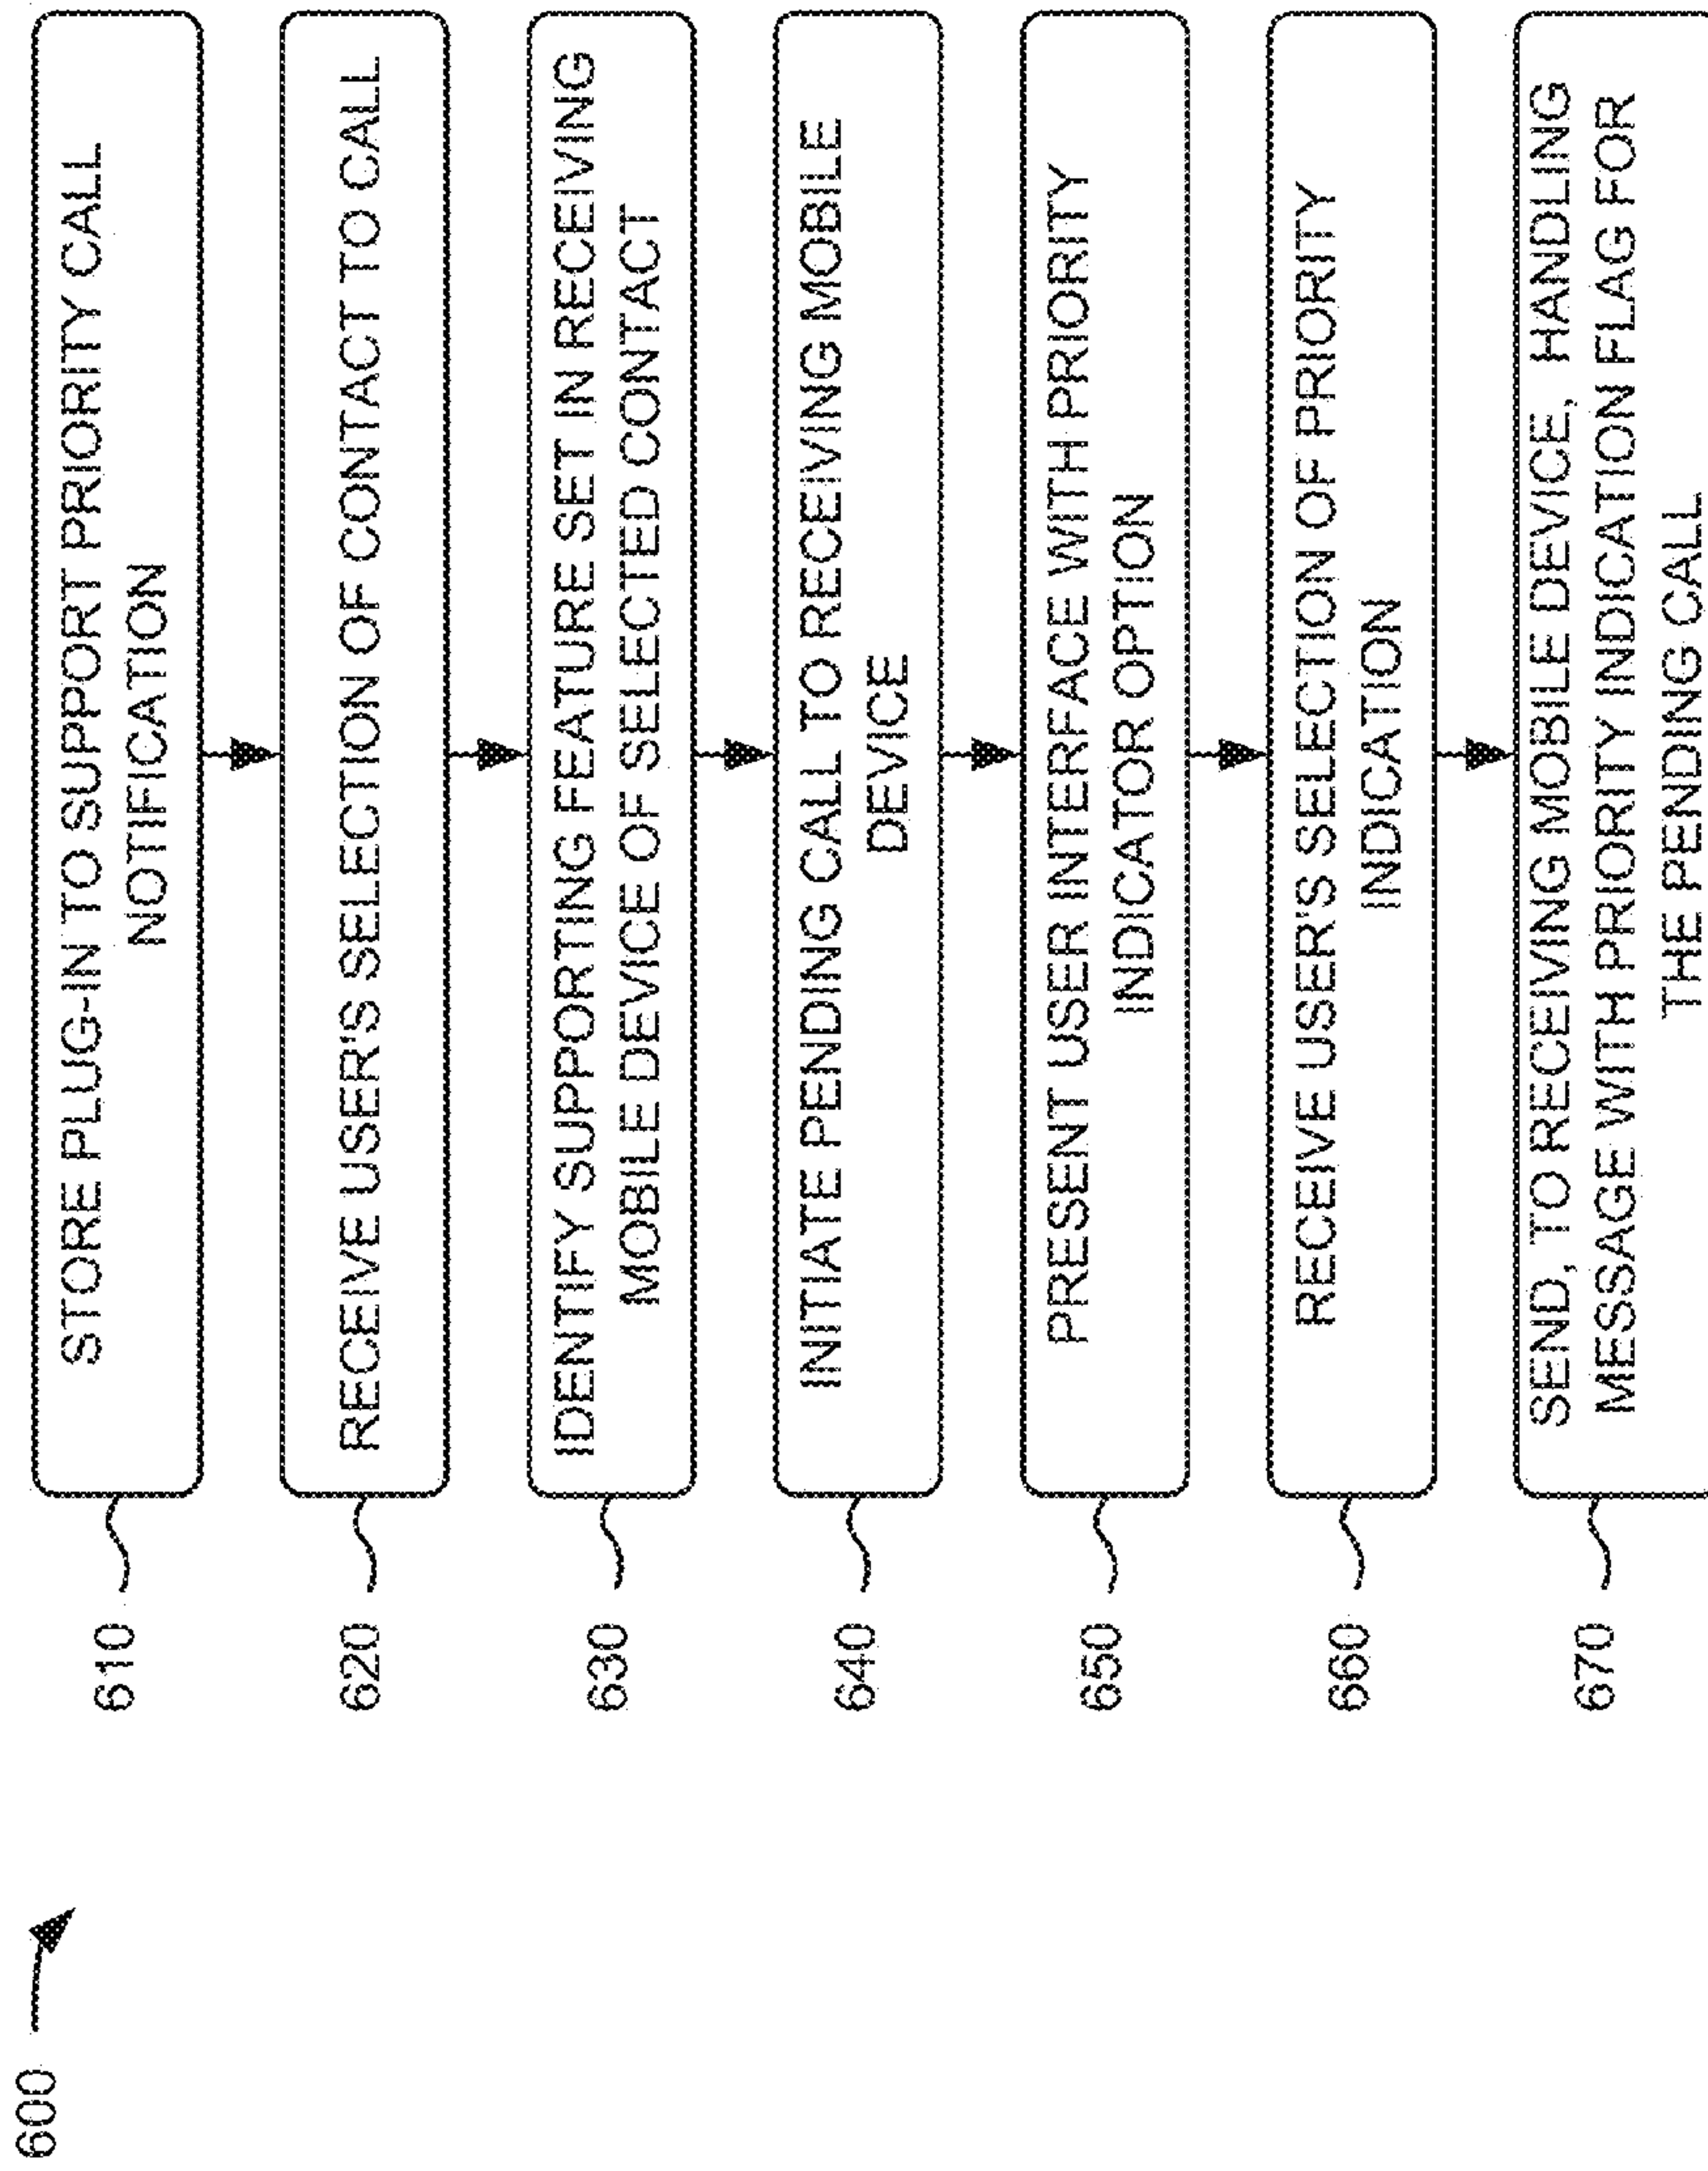 600
610
STORE PLUG-IN TO SUPPORT PRIORITY CALL
NOTIFICATION
620
RECEIVE USER'S SELECTION OF CONTACT TO CALL
630
IDENTIFY SUPPORTING FEATURE SET IN RECEIVING
MOBILE DEVICE OF SELECTED CONTACT
640
INITIATE PENDING CALL TO RECEIVING MOBILE
DEVICE
650
PRESENT USER INTERFACE WITH PRIORITY
INDICATOR OPTION
660
RECEIVE USER'S SELECTION OF PRIORITY
INDICATION
670
SEND, TO RECEIVING MOBILE DEVICE, HANDLING
MESSAGE WITH PRIORITY INDICATION FLAG FOR
THE PENDING CALL